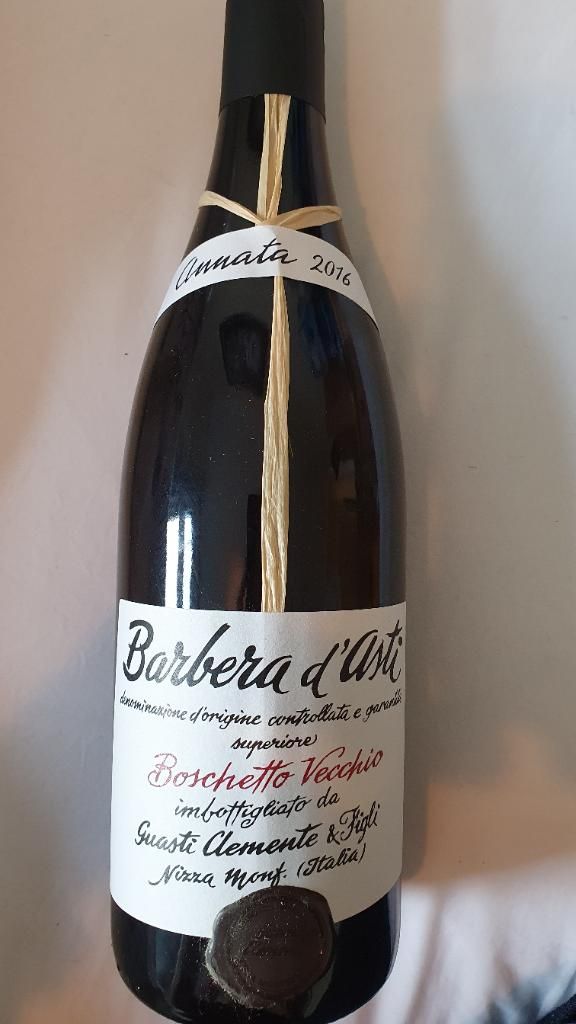 Annata 2016
Barbera d'Asti
denominazione d'origine controllata e garantita
superiore
Boschetto Vecchio
imbottigliato da
Guasti Clemente & Figli
Nizza Monf. (Italia)